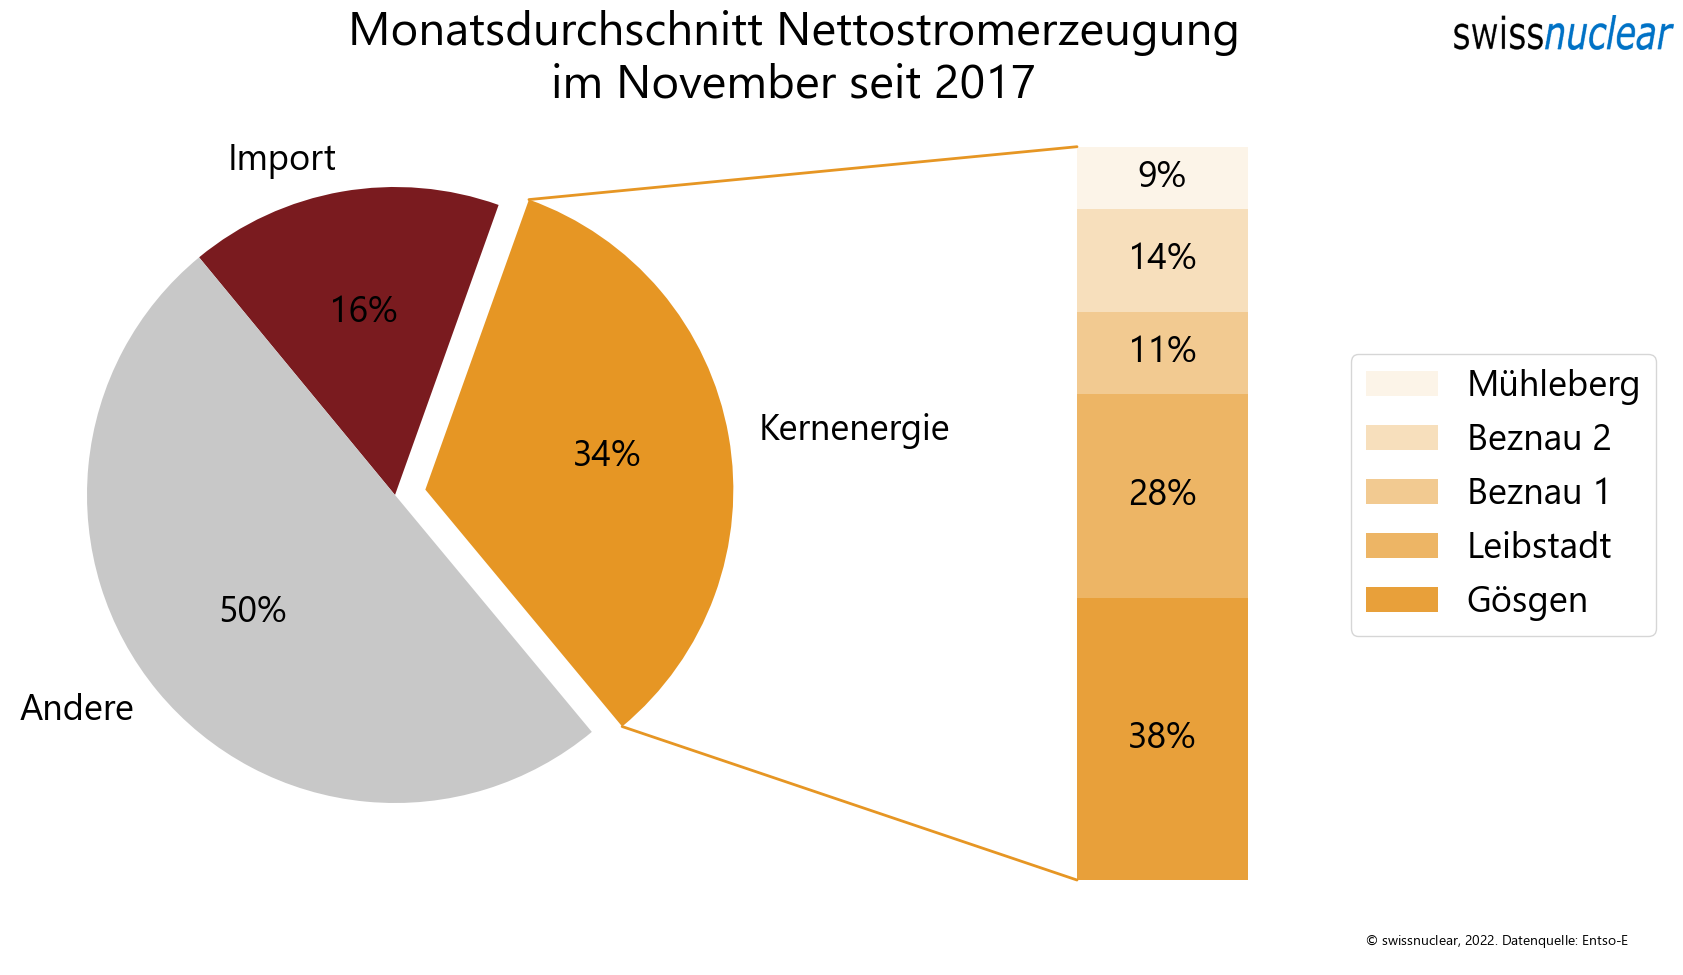 Monatsdurchschnitt Nettostromerzeugung
im November seit 2017
swissnuclear
Import
16%
34%
Kernenergie
50%
Andere
9%
14%
11%
28%
38%
Mühleberg
Beznau 2
Beznau 1
Leibstadt
Gösgen
© swissnuclear, 2022. Datenquelle: Entso-E